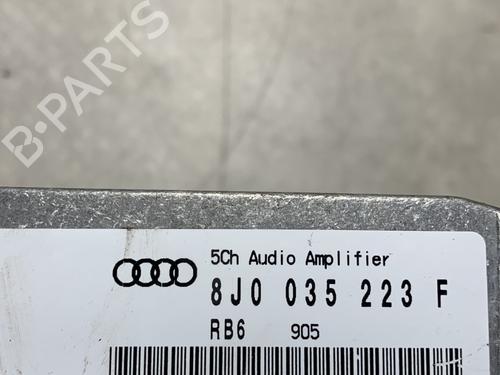 B-PARTS
5Ch Audio Amplifier
8J0 035 223 F
RB6 905